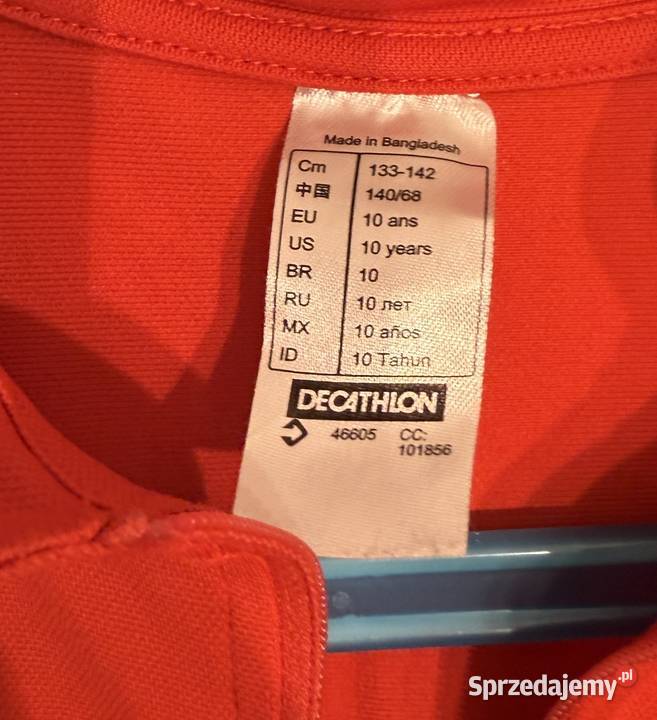 Made in Bangladesh
Cm 133-142
中国 140/68
EU 10 ans
US 10 years
BR 10
RU 10 лет
MX 10 años
ID 10 Tahun
DECATHLON
46605 CC:
101856
Sprzedajemy.pl